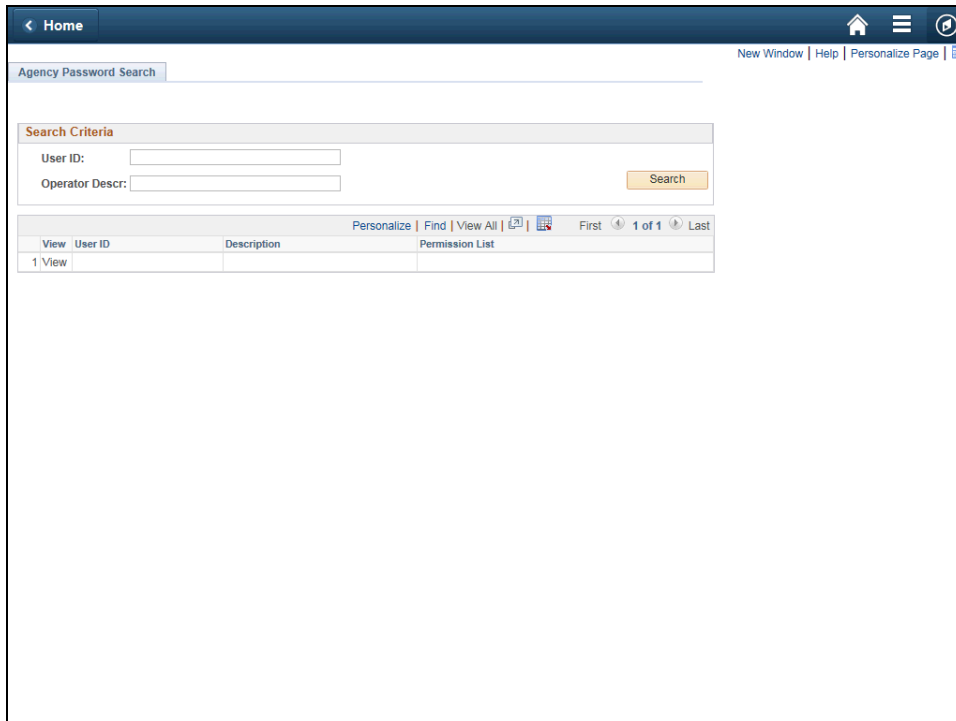 Home
New Window | Help | Personalize Page |
Agency Password Search
Search Criteria
User ID:
Operator Descr:
Search
Personalize | Find | View All | | First 1 of 1 Last
View User ID Description Permission List
1 View